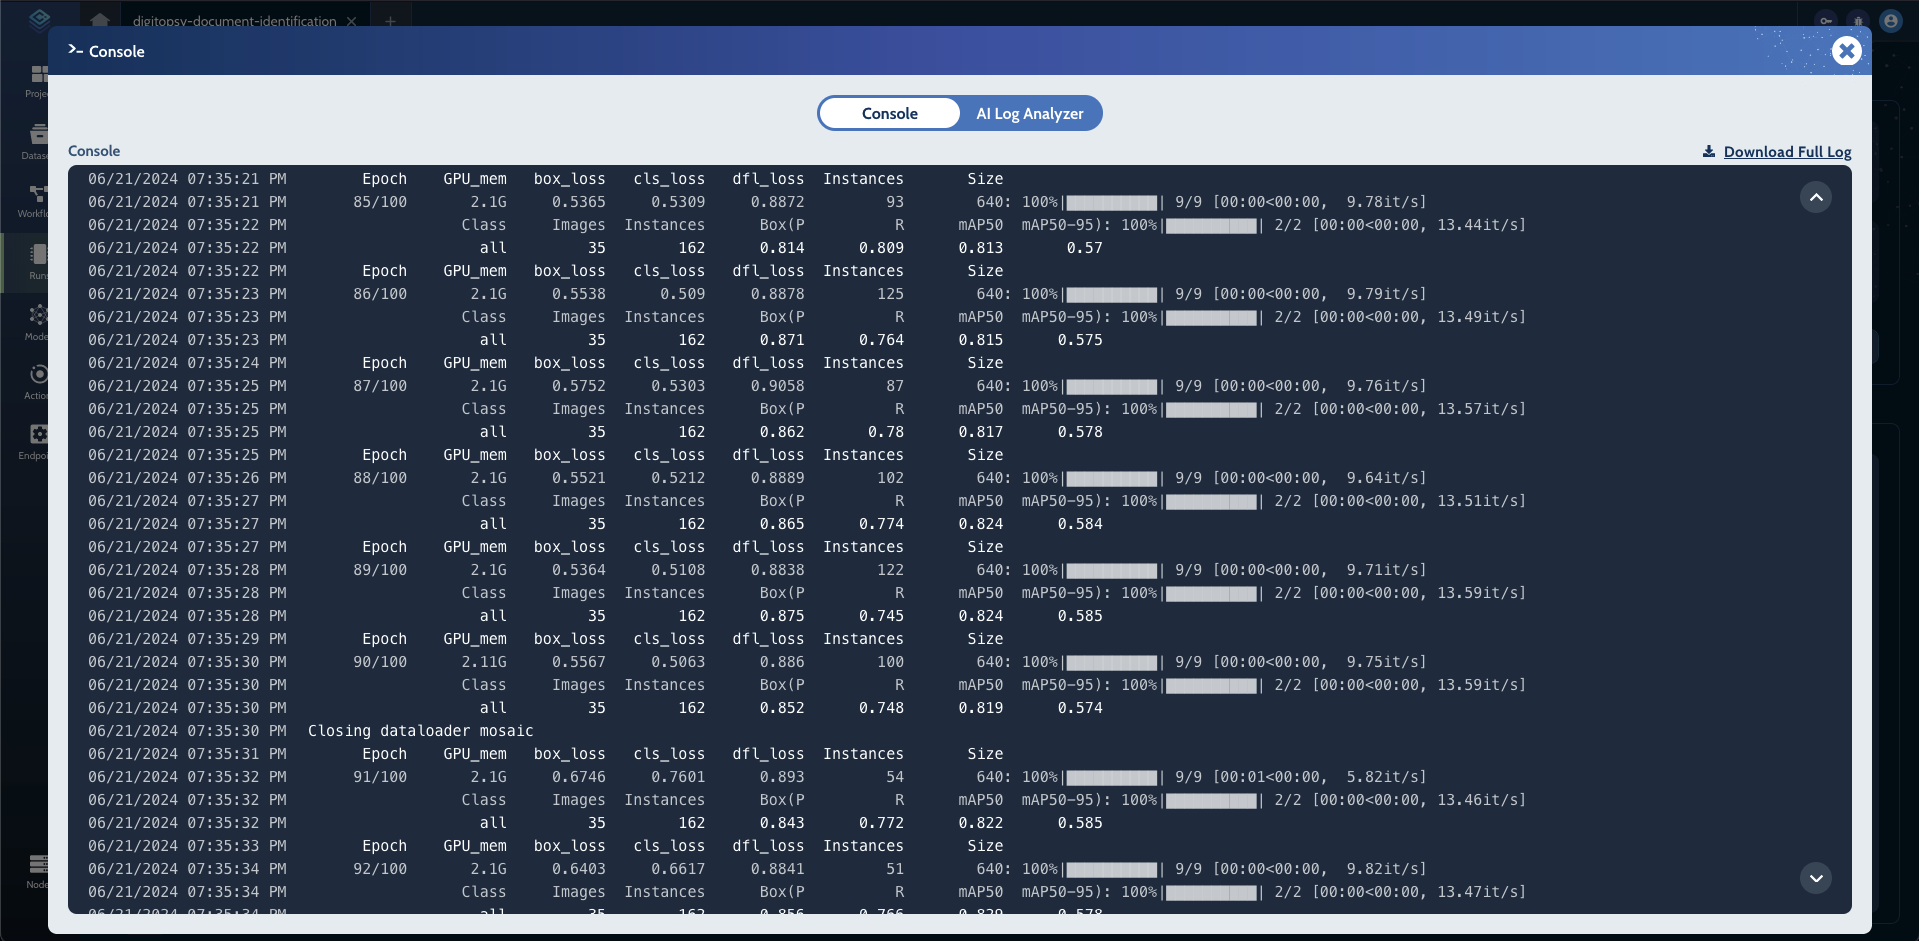 digitopsy-document-identification
>- Console
Console
AI Log Analyzer
Console
Download Full Log
06/21/2024 07:35:21 PM Epoch GPU_mem box_loss cls_loss dfl_loss Instances Size
06/21/2024 07:35:21 PM 85/100 2.1G 0.5365 0.5309 0.8872 93 640: 100%|██████████| 9/9 [00:00<00:00, 9.78it/s]
06/21/2024 07:35:22 PM Class Images Instances Box(P R mAP50 mAP50-95): 100%|██████████| 2/2 [00:00<00:00, 13.44it/s]
06/21/2024 07:35:22 PM all 35 162 0.814 0.809 0.813 0.57
06/21/2024 07:35:22 PM Epoch GPU_mem box_loss cls_loss dfl_loss Instances Size
06/21/2024 07:35:23 PM 86/100 2.1G 0.5538 0.509 0.8878 125 640: 100%|██████████| 9/9 [00:00<00:00, 9.79it/s]
06/21/2024 07:35:23 PM Class Images Instances Box(P R mAP50 mAP50-95): 100%|██████████| 2/2 [00:00<00:00, 13.49it/s]
06/21/2024 07:35:23 PM all 35 162 0.871 0.764 0.815 0.575
06/21/2024 07:35:24 PM Epoch GPU_mem box_loss cls_loss dfl_loss Instances Size
06/21/2024 07:35:25 PM 87/100 2.1G 0.5752 0.5303 0.9058 87 640: 100%|██████████| 9/9 [00:00<00:00, 9.76it/s]
06/21/2024 07:35:25 PM Class Images Instances Box(P R mAP50 mAP50-95): 100%|██████████| 2/2 [00:00<00:00, 13.57it/s]
06/21/2024 07:35:25 PM all 35 162 0.862 0.78 0.817 0.578
06/21/2024 07:35:25 PM Epoch GPU_mem box_loss cls_loss dfl_loss Instances Size
06/21/2024 07:35:26 PM 88/100 2.1G 0.5521 0.5212 0.8889 102 640: 100%|██████████| 9/9 [00:00<00:00, 9.64it/s]
06/21/2024 07:35:27 PM Class Images Instances Box(P R mAP50 mAP50-95): 100%|██████████| 2/2 [00:00<00:00, 13.51it/s]
06/21/2024 07:35:27 PM all 35 162 0.865 0.774 0.824 0.584
06/21/2024 07:35:27 PM Epoch GPU_mem box_loss cls_loss dfl_loss Instances Size
06/21/2024 07:35:28 PM 89/100 2.1G 0.5364 0.5108 0.8838 122 640: 100%|██████████| 9/9 [00:00<00:00, 9.71it/s]
06/21/2024 07:35:28 PM Class Images Instances Box(P R mAP50 mAP50-95): 100%|██████████| 2/2 [00:00<00:00, 13.59it/s]
06/21/2024 07:35:28 PM all 35 162 0.875 0.745 0.824 0.585
06/21/2024 07:35:29 PM Epoch GPU_mem box_loss cls_loss dfl_loss Instances Size
06/21/2024 07:35:30 PM 90/100 2.11G 0.5567 0.5063 0.886 100 640: 100%|██████████| 9/9 [00:00<00:00, 9.75it/s]
06/21/2024 07:35:30 PM Class Images Instances Box(P R mAP50 mAP50-95): 100%|██████████| 2/2 [00:00<00:00, 13.59it/s]
06/21/2024 07:35:30 PM all 35 162 0.852 0.748 0.819 0.574
06/21/2024 07:35:30 PM Closing dataloader mosaic
06/21/2024 07:35:31 PM Epoch GPU_mem box_loss cls_loss dfl_loss Instances Size
06/21/2024 07:35:32 PM 91/100 2.1G 0.6746 0.7601 0.893 54 640: 100%|██████████| 9/9 [00:01<00:00, 5.82it/s]
06/21/2024 07:35:32 PM Class Images Instances Box(P R mAP50 mAP50-95): 100%|██████████| 2/2 [00:00<00:00, 13.46it/s]
06/21/2024 07:35:32 PM all 35 162 0.843 0.772 0.822 0.585
06/21/2024 07:35:33 PM Epoch GPU_mem box_loss cls_loss dfl_loss Instances Size
06/21/2024 07:35:34 PM 92/100 2.1G 0.6403 0.6617 0.8841 51 640: 100%|██████████| 9/9 [00:00<00:00, 9.82it/s]
06/21/2024 07:35:34 PM Class Images Instances Box(P R mAP50 mAP50-95): 100%|██████████| 2/2 [00:00<00:00, 13.47it/s]